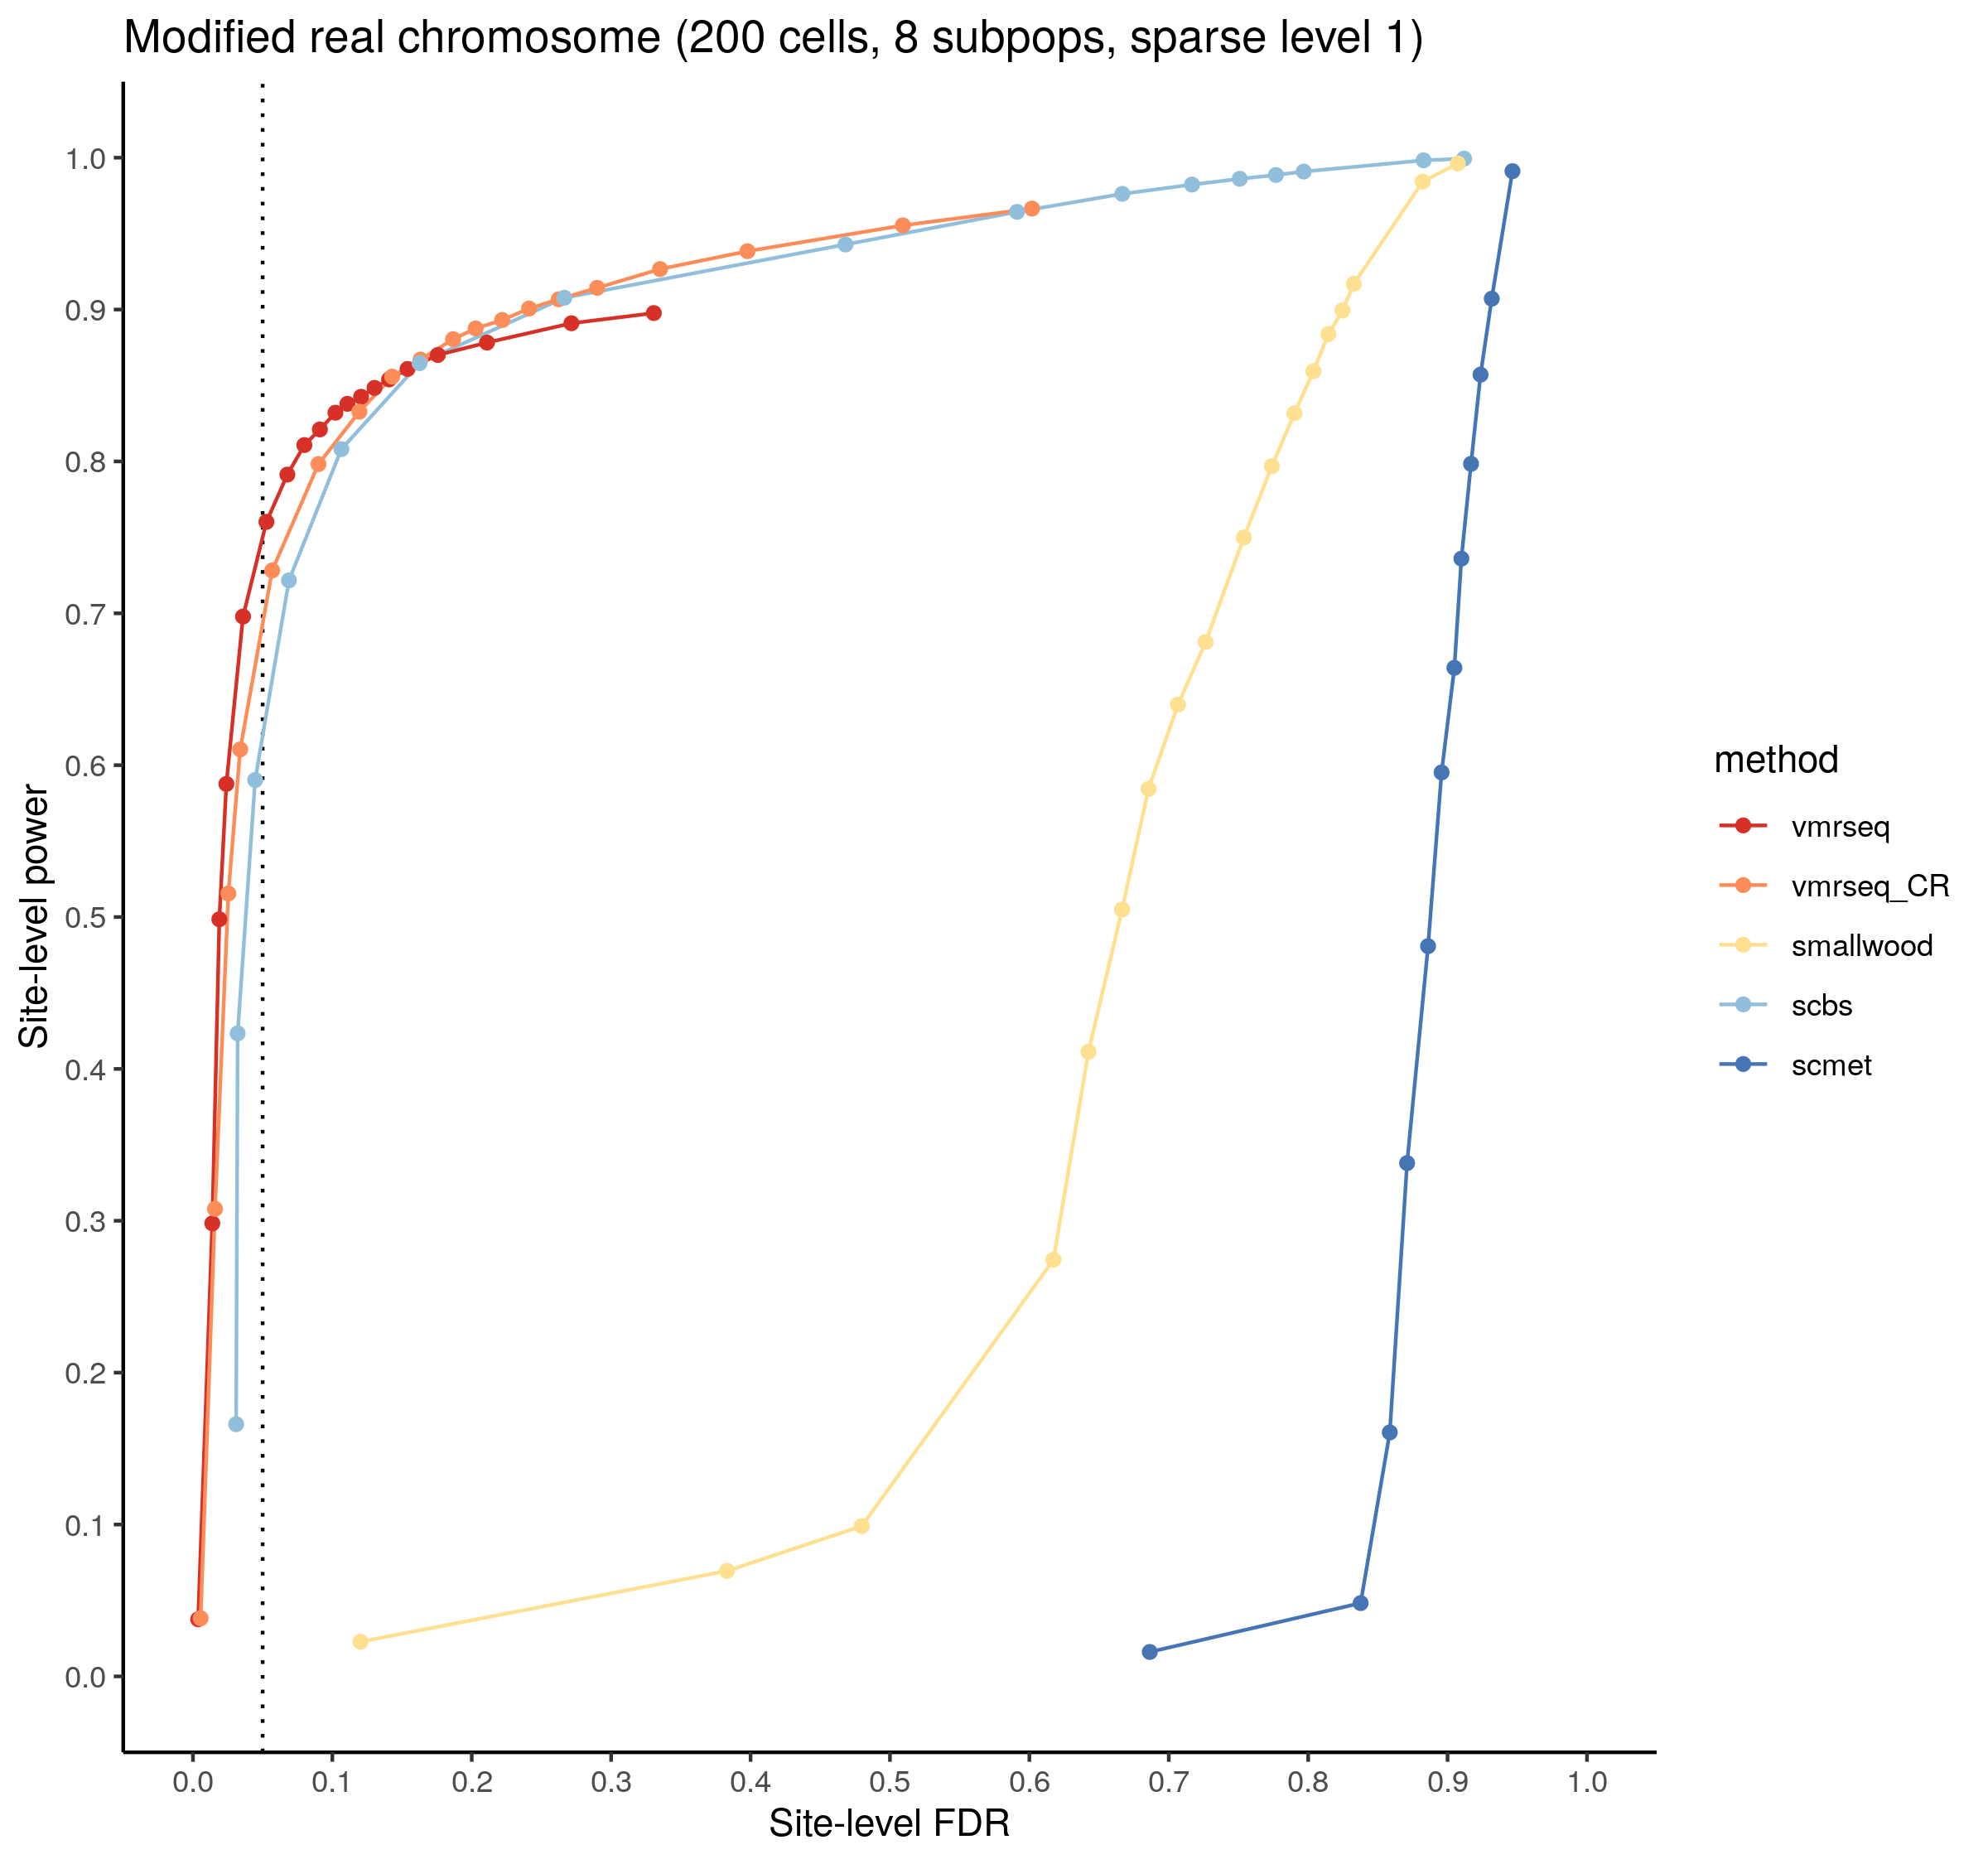 Modified real chromosome (200 cells, 8 subpops, sparse level 1)
Site-level power
1.0
0.9
0.8
0.7
0.6
0.5
0.4
0.3
0.2
0.1
0.0
0.0 0.1 0.2 0.3 0.4 0.5 0.6 0.7 0.8 0.9 1.0
Site-level FDR
method
vmrseq
vmrseq_CR
smallwood
scbs
scmet